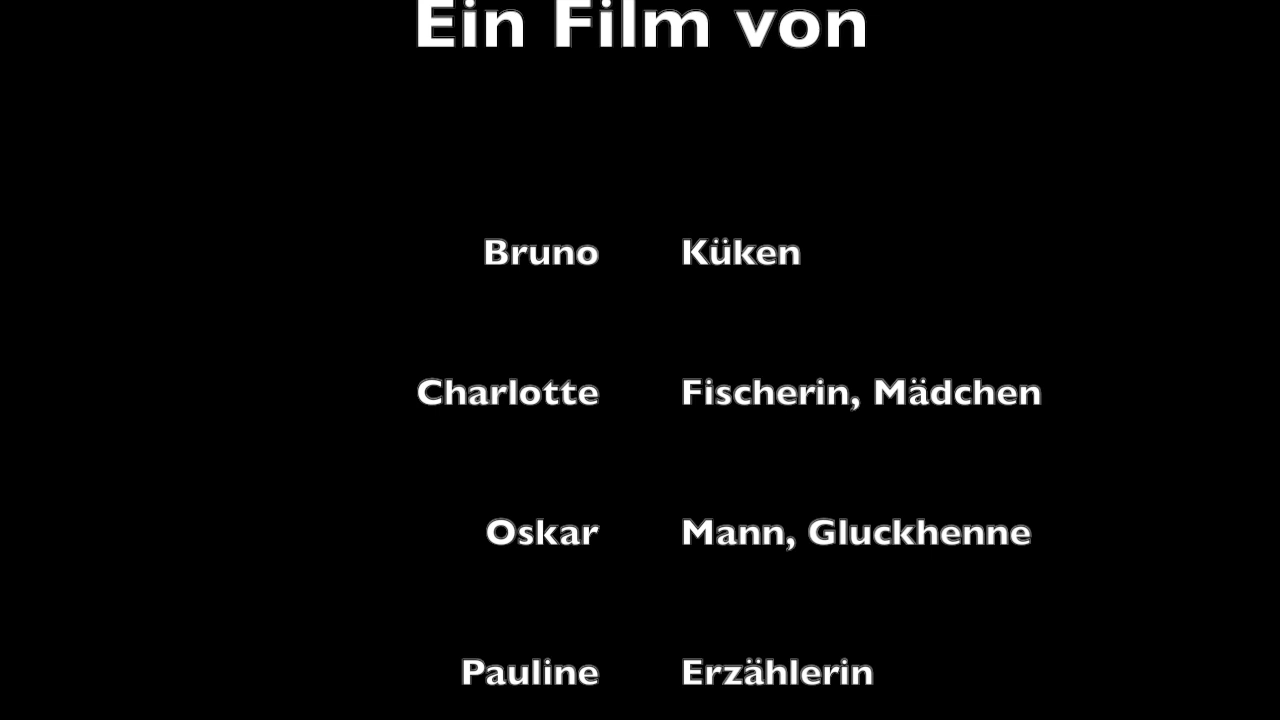 Ein Film von
Bruno Küken
Charlotte Fischerin, Mädchen
Oskar Mann, Gluckhenne
Pauline Erzählerin